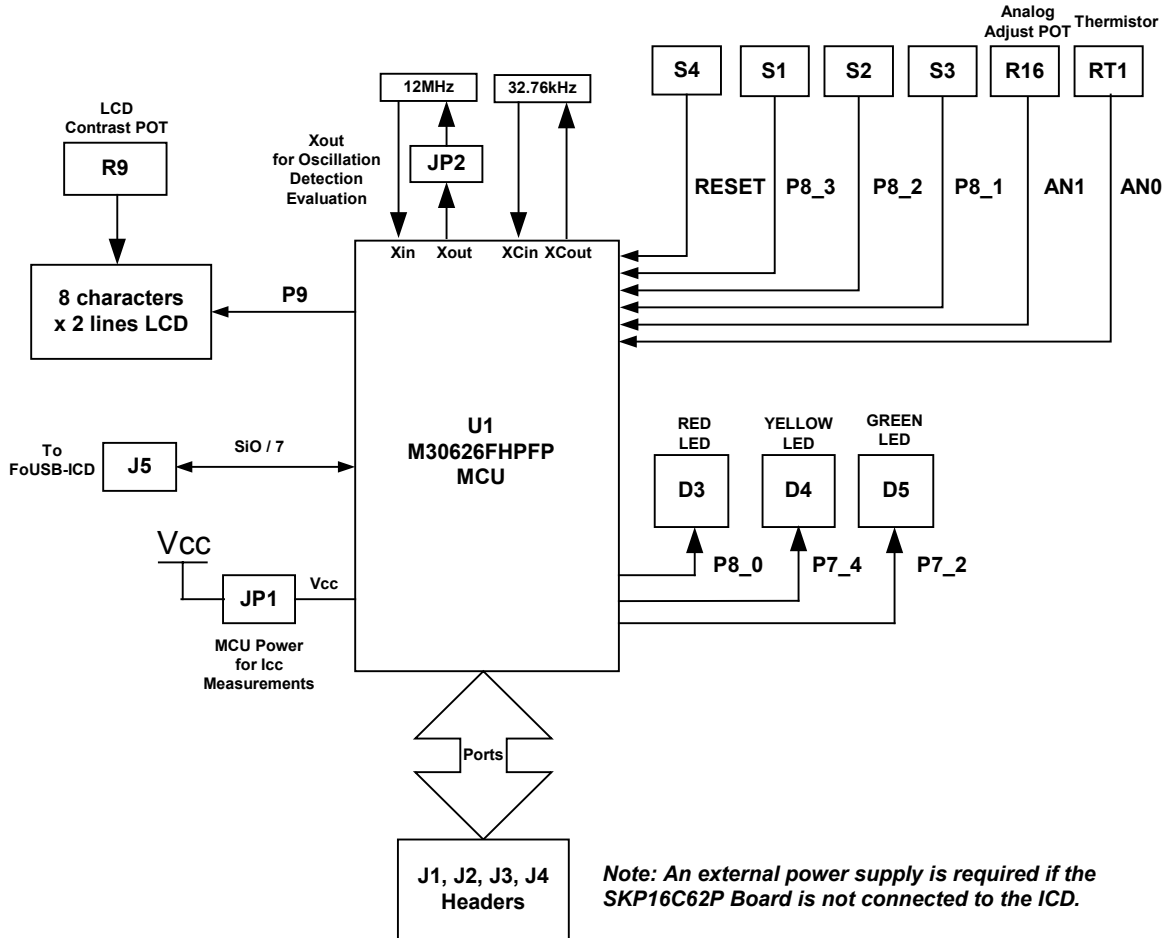 Analog
Adjust POT
Thermistor
S4
S1
S2
S3
R16
RT1
12MHz
32.76kHz
LCD
Contrast POT
R9
Xout
for Oscillation
Detection
Evaluation
JP2
RESET
P8_3
P8_2
P8_1
AN1
AN0
Xin
Xout
XCin
XCout
8 characters
x 2 lines LCD
P9
U1
M30626FHPFP
MCU
To
FoUSB-ICD
J5
SiO / 7
RED
LED
YELLOW
LED
GREEN
LED
D3
D4
D5
P8_0
P7_4
P7_2
Vcc
JP1
Vcc
MCU Power
for Icc
Measurements
Ports
J1, J2, J3, J4
Headers
Note: An external power supply is required if the
SKP16C62P Board is not connected to the ICD.